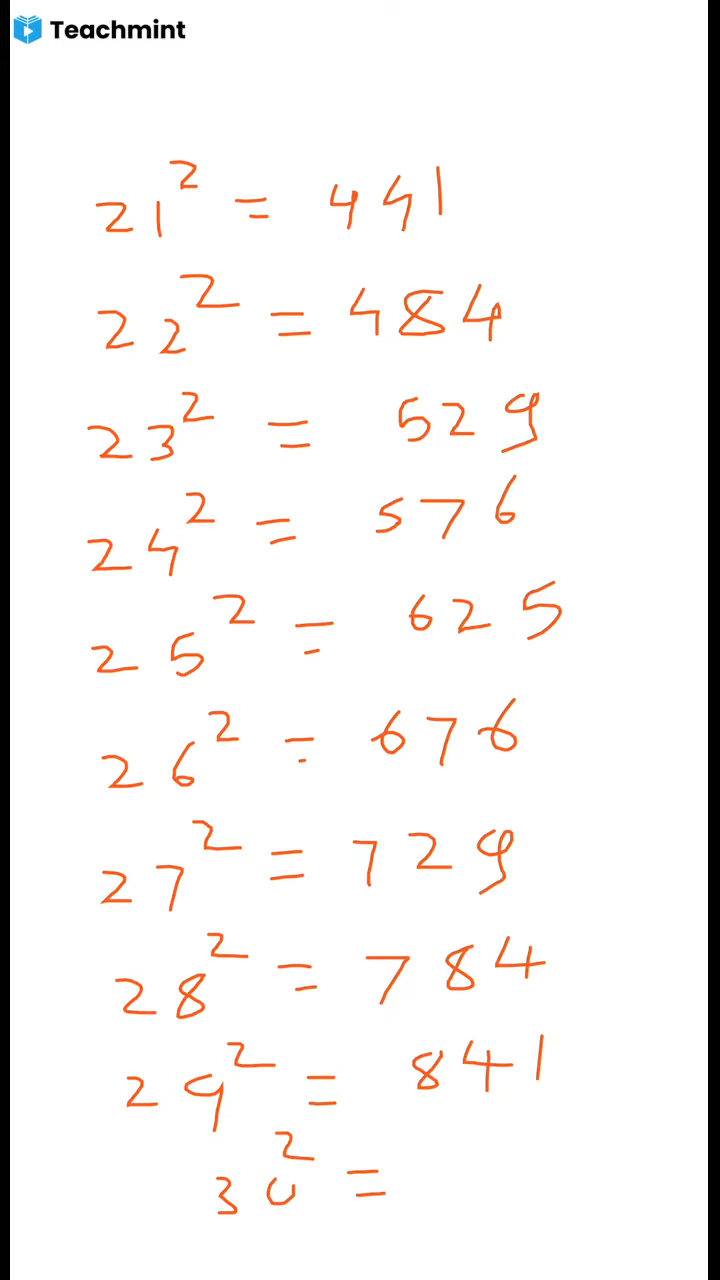 Teachmint
21² = 441
22² = 484
23² = 529
24² = 576
25² = 625
26² = 676
27² = 729
28² = 784
29² = 841
30² =